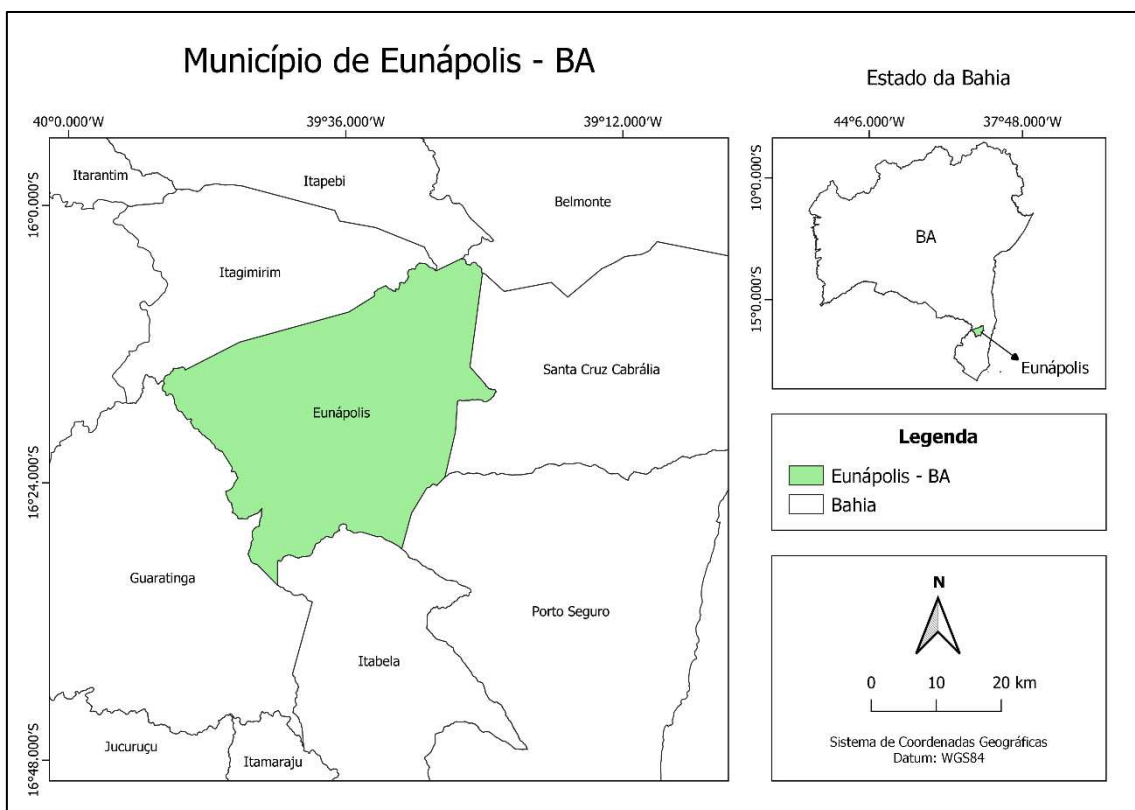 Município de Eunápolis - BA
40°0.000'W
39°36.000'W
39°12.000'W
16°0.000'S
16°24.000'S
16°48.000'S
Itarantim
Itapebi
Belmonte
Itagimirim
Santa Cruz Cabrália
Eunápolis
Guaratinga
Porto Seguro
Itabela
Jucuruçu
Itamaraju
Estado da Bahia
44°6.000'W
37°48.000'W
10°0.000'S
15°0.000'S
BA
Eunápolis
Legenda
Eunápolis - BA
Bahia
N
0 10 20 km
Sistema de Coordenadas Geográficas
Datum: WGS84